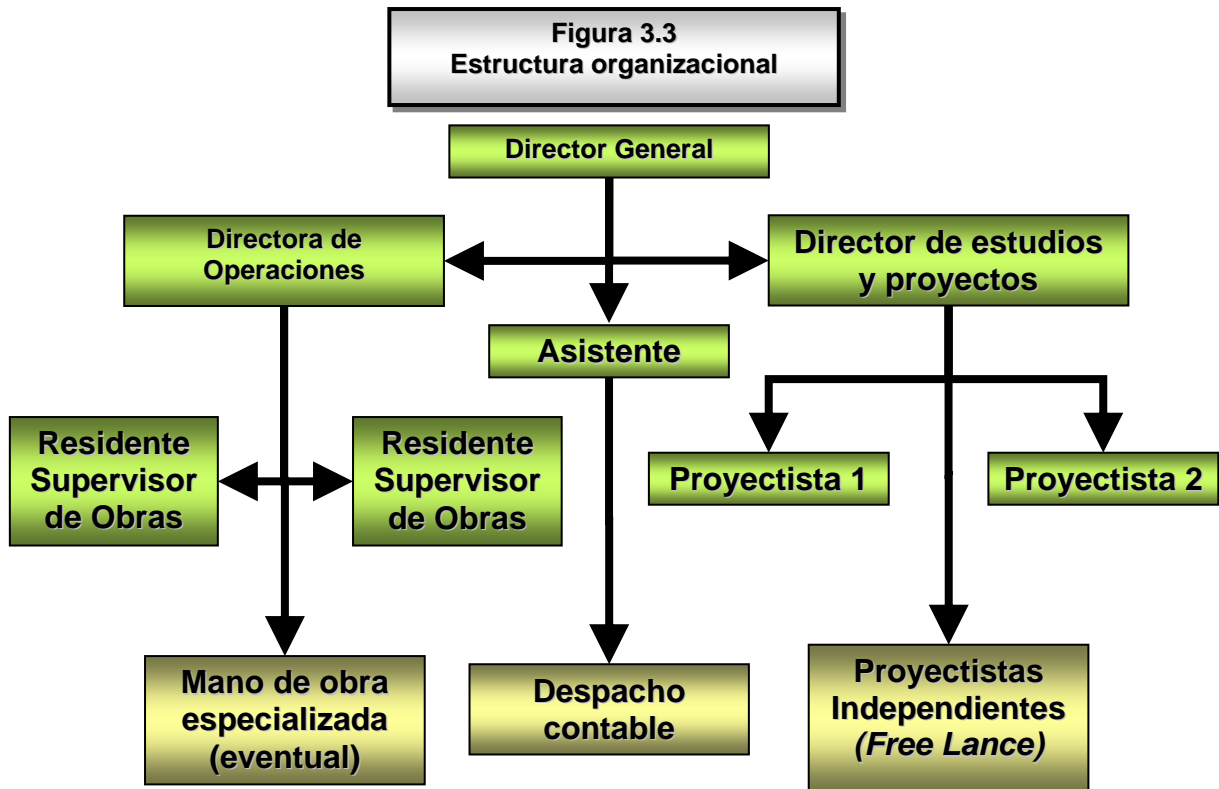 Figura 3.3
Estructura organizacional
Director General
Directora de
Operaciones
Director de estudios
y proyectos
Asistente
Residente
Supervisor
de Obras
Residente
Supervisor
de Obras
Proyectista 1
Proyectista 2
Mano de obra
especializada
(eventual)
Despacho
contable
Proyectistas
Independientes
(Free Lance)